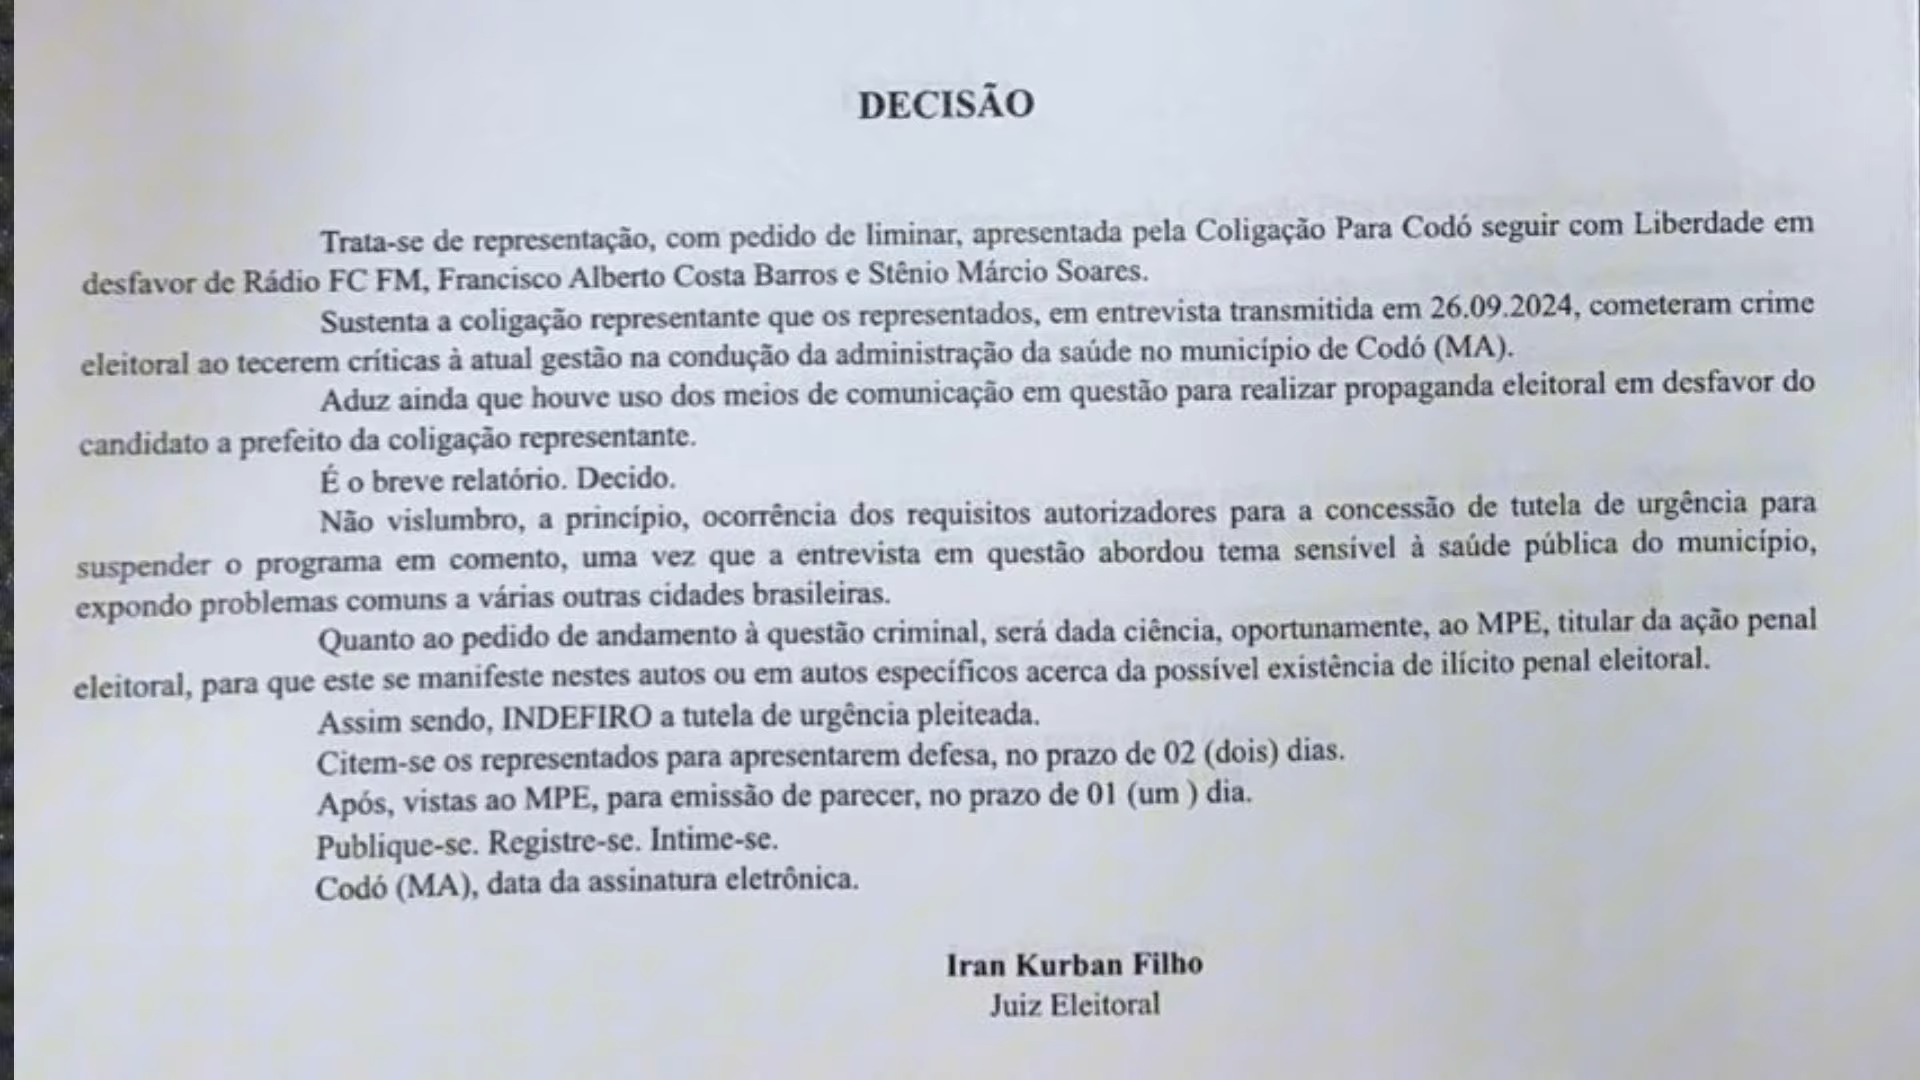 DECISÃO
Trata-se de representação, com pedido de liminar, apresentada pela Coligação Para Codó seguir com Liberdade em
desfavor de Rádio FC FM, Francisco Alberto Costa Barros e Stênio Márcio Soares.
Sustenta a coligação representante que os representados, em entrevista transmitida em 26.09.2024, cometeram crime
eleitoral ao tecerem críticas à atual gestão na condução da administração da saúde no município de Codó (MA).
Aduz ainda que houve uso dos meios de comunicação em questão para realizar propaganda eleitoral em desfavor do
candidato a prefeito da coligação representante.
É o breve relatório. Decido.
Não vislumbro, a princípio, ocorrência dos requisitos autorizadores para a concessão de tutela de urgência para
suspender o programa em comento, uma vez que a entrevista em questão abordou tema sensível à saúde pública do município,
expondo problemas comuns a várias outras cidades brasileiras.
Quanto ao pedido de andamento à questão criminal, será dada ciência, oportunamente, ao MPE, titular da ação penal
eleitoral, para que este se manifeste nestes autos ou em autos específicos acerca da possível existência de ilícito penal eleitoral.
Assim sendo, INDEFIRO a tutela de urgência pleiteada.
Citem-se os representados para apresentarem defesa, no prazo de 02 (dois) dias.
Após, vistas ao MPE, para emissão de parecer, no prazo de 01 (um ) dia.
Publique-se. Registre-se. Intime-se.
Codó (MA), data da assinatura eletrônica.
Iran Kurban Filho
Juiz Eleitoral